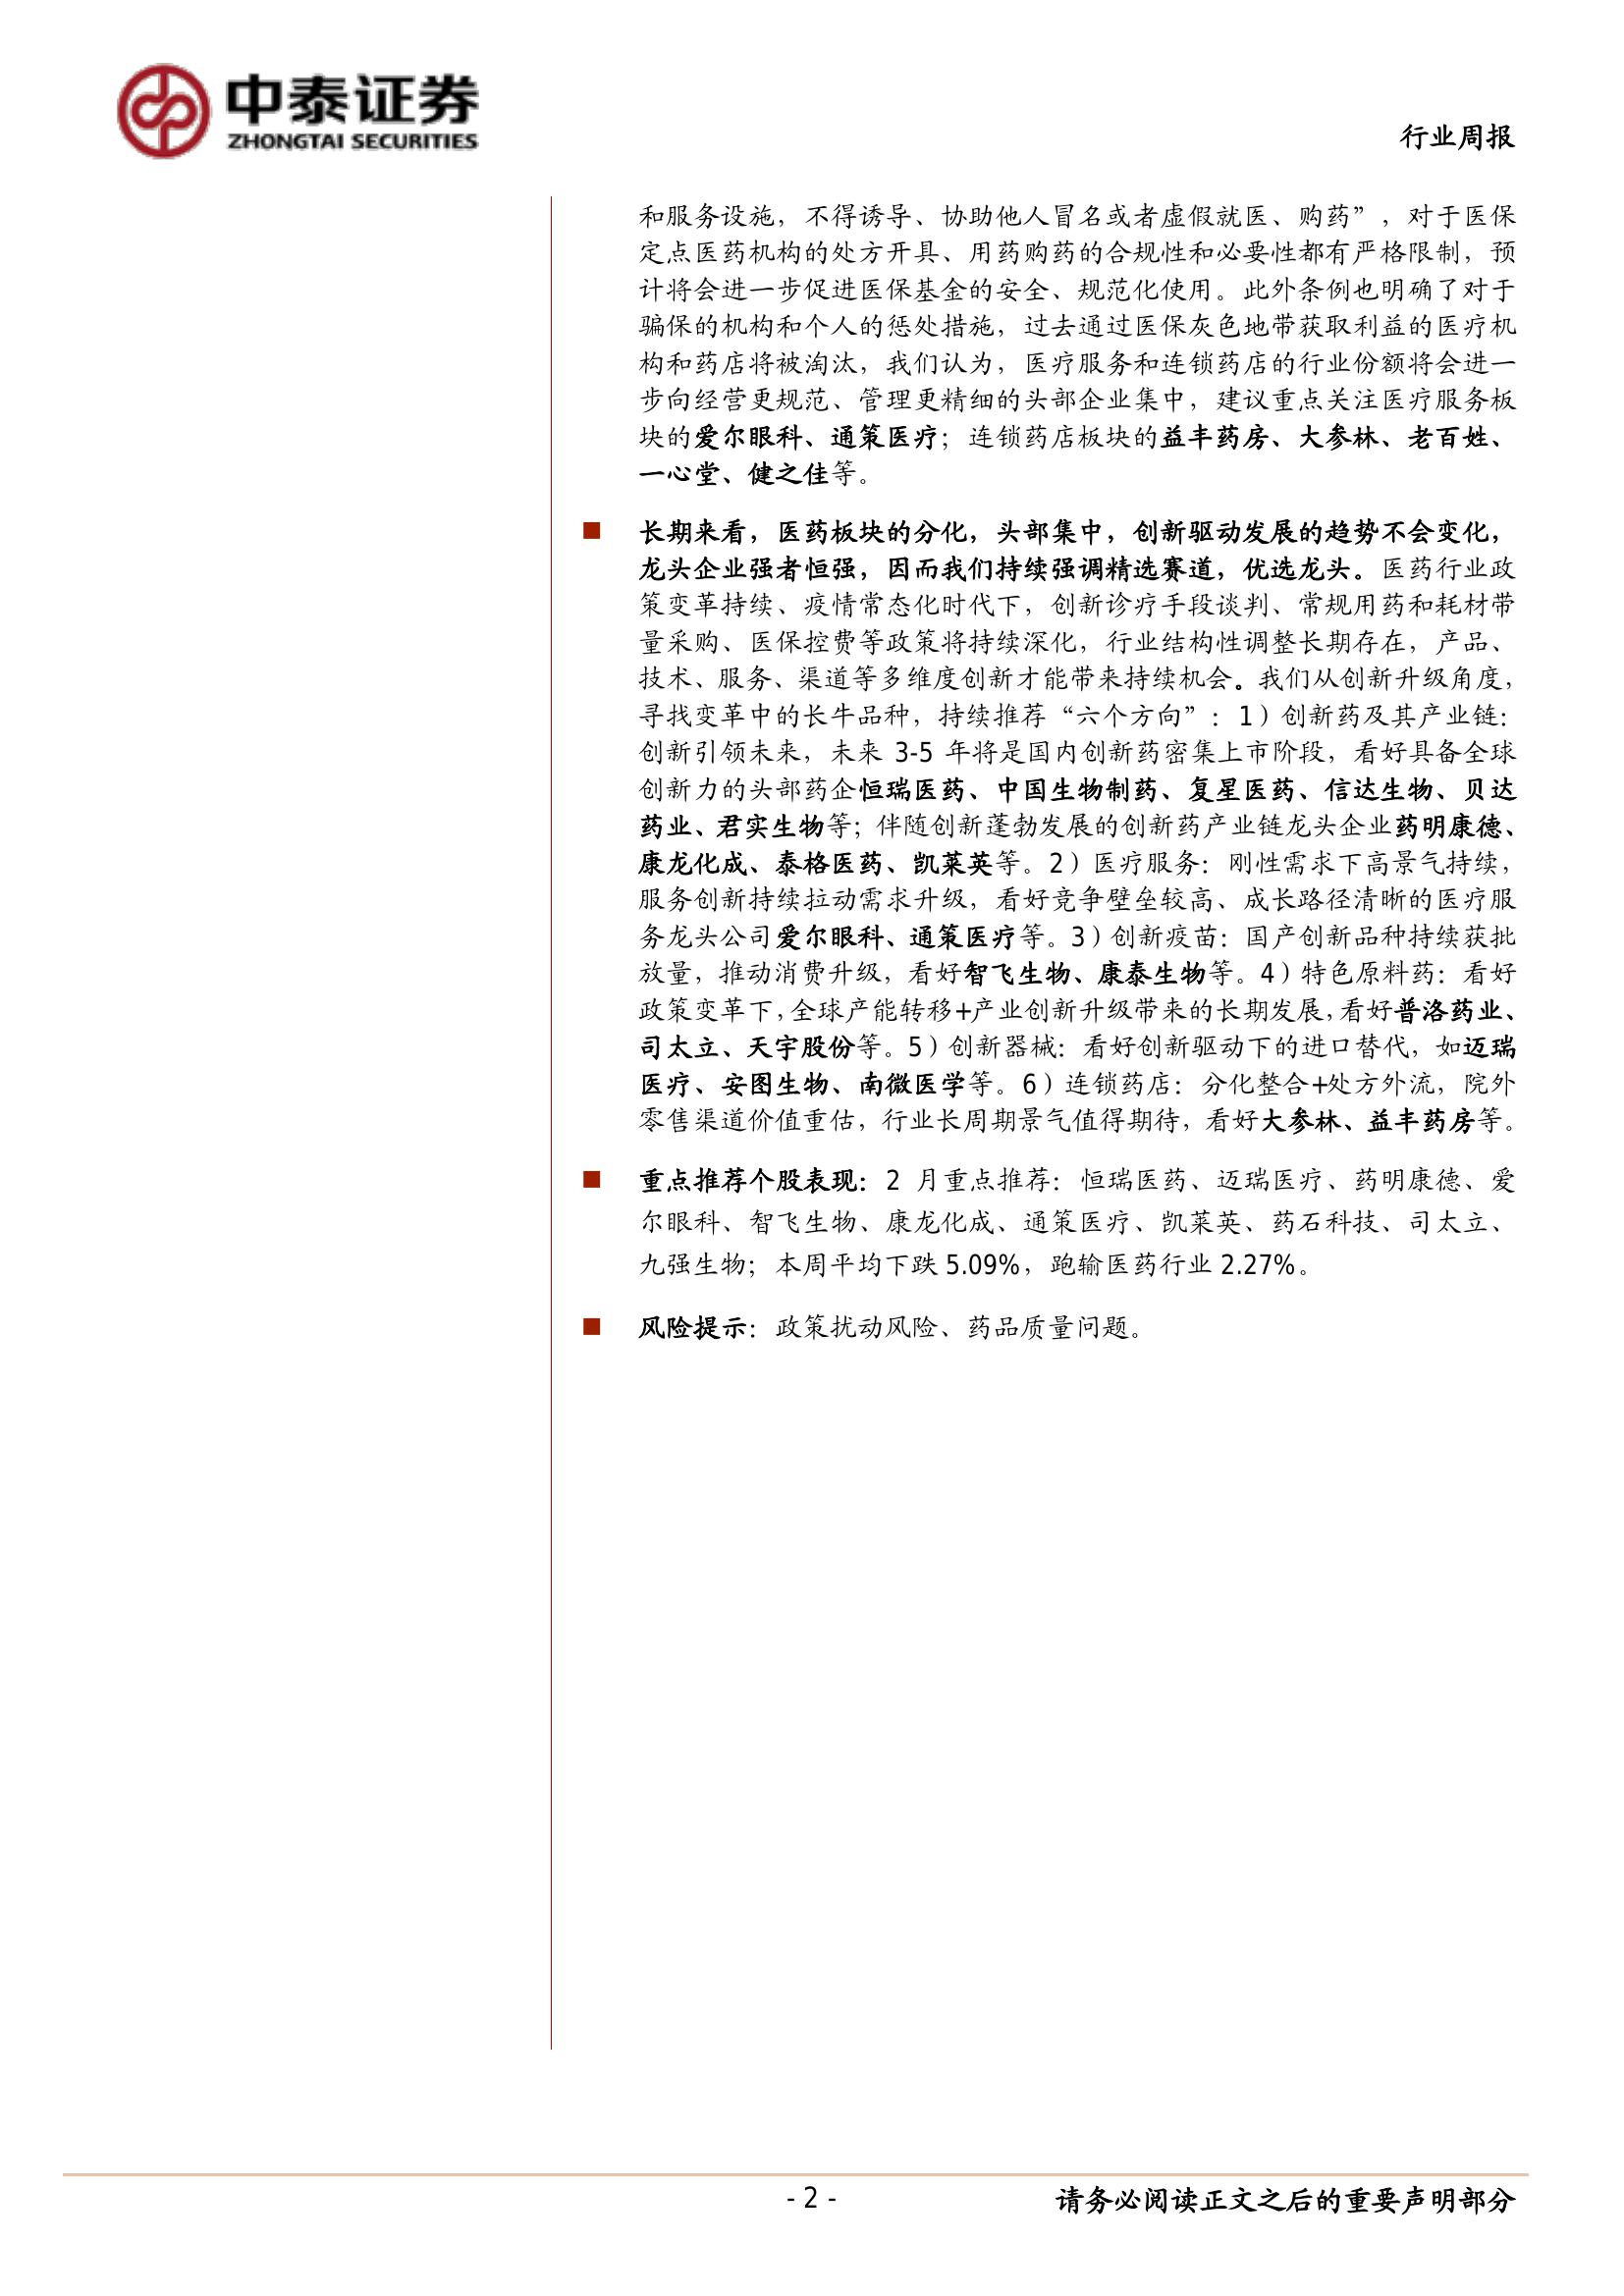 中泰证券
ZHONGTAI SECURITIES
行业周报
和服务设施，不得诱导、协助他人冒名或者虚假就医、购药”，对于医保
定点医药机构的处方开具、用药购药的合规性和必要性都有严格限制，预
计将会进一步促进医保基金的安全、规范化使用。此外条例也明确了对于
骗保的机构和个人的惩处措施，过去通过医保灰色地带获取利益的医疗机
构和药店将被淘汰，我们认为，医疗服务和连锁药店的行业份额将会进一
步向经营更规范、管理更精细的头部企业集中，建议重点关注医疗服务板
块的爱尔眼科、通策医疗；连锁药店板块的益丰药房、大参林、老百姓、
一心堂、健之佳等。
■ 长期来看，医药板块的分化，头部集中，创新驱动发展的趋势不会变化，
龙头企业强者恒强，因而我们持续强调精选赛道，优选龙头。医药行业政
策变革持续、疫情常态化时代下，创新诊疗手段谈判、常规用药和耗材带
量采购、医保控费等政策将持续深化，行业结构性调整长期存在，产品、
技术、服务、渠道等多维度创新才能带来持续机会。我们从创新升级角度，
寻找变革中的长牛品种，持续推荐“六个方向”：1）创新药及其产业链：
创新引领未来，未来 3-5 年将是国内创新药密集上市阶段，看好具备全球
创新力的头部药企恒瑞医药、中国生物制药、复星医药、信达生物、贝达
药业、君实生物等；伴随创新蓬勃发展的创新药产业链龙头企业药明康德、
康龙化成、泰格医药、凯莱英等。2）医疗服务：刚性需求下高景气持续，
服务创新持续拉动需求升级，看好竞争壁垒较高、成长路径清晰的医疗服
务龙头公司爱尔眼科、通策医疗等。3）创新疫苗：国产创新品种持续获批
放量，推动消费升级，看好智飞生物、康泰生物等。4）特色原料药：看好
政策变革下，全球产能转移+产业创新升级带来的长期发展，看好普洛药业、
司太立、天宇股份等。5）创新器械：看好创新驱动下的进口替代，如迈瑞
医疗、安图生物、南微医学等。6）连锁药店：分化整合+处方外流，院外
零售渠道价值重估，行业长周期景气值得期待，看好大参林、益丰药房等。
■ 重点推荐个股表现：2 月重点推荐：恒瑞医药、迈瑞医疗、药明康德、爱
尔眼科、智飞生物、康龙化成、通策医疗、凯莱英、药石科技、司太立、
九强生物；本周平均下跌 5.09%，跑输医药行业 2.27%。
■ 风险提示：政策扰动风险、药品质量问题。
- 2 -
请务必阅读正文之后的重要声明部分